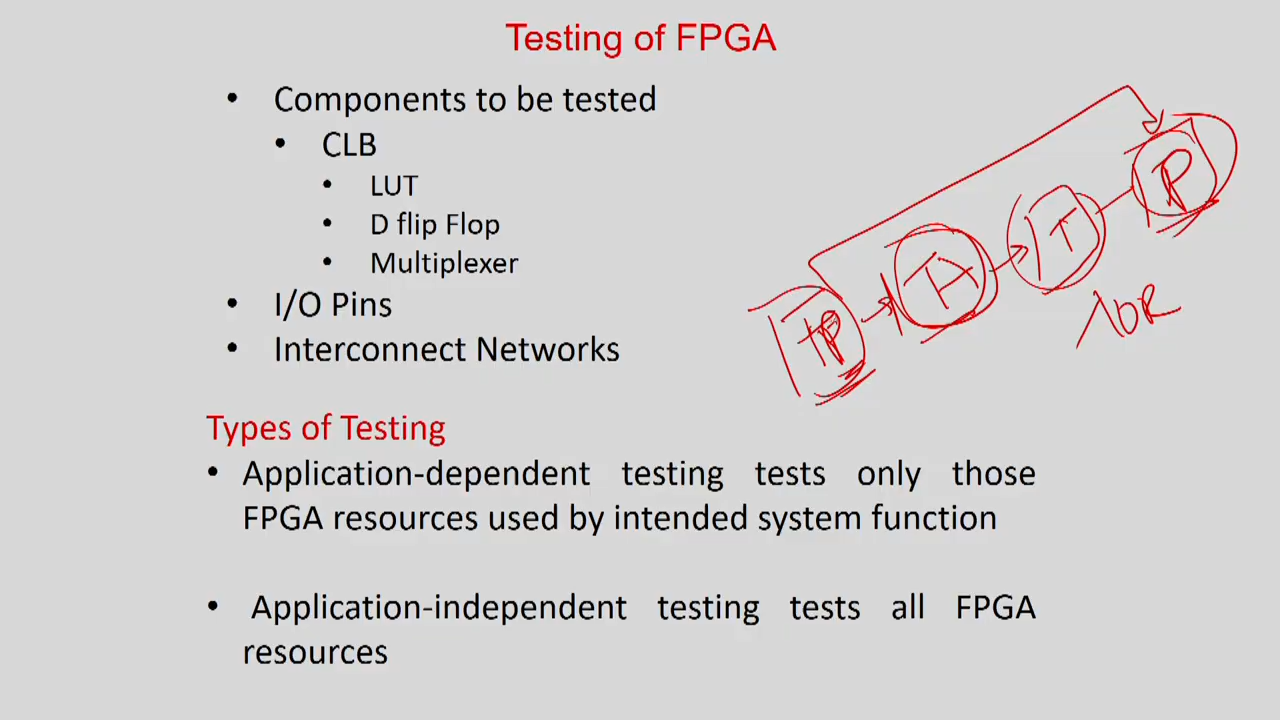 Testing of FPGA
• Components to be tested
• CLB
• LUT
• D flip Flop
• Multiplexer
• I/O Pins
• Interconnect Networks
P
T
Types of Testing
• Application-dependent testing tests only those
FPGA resources used by intended system function
• Application-independent testing tests all FPGA
resources